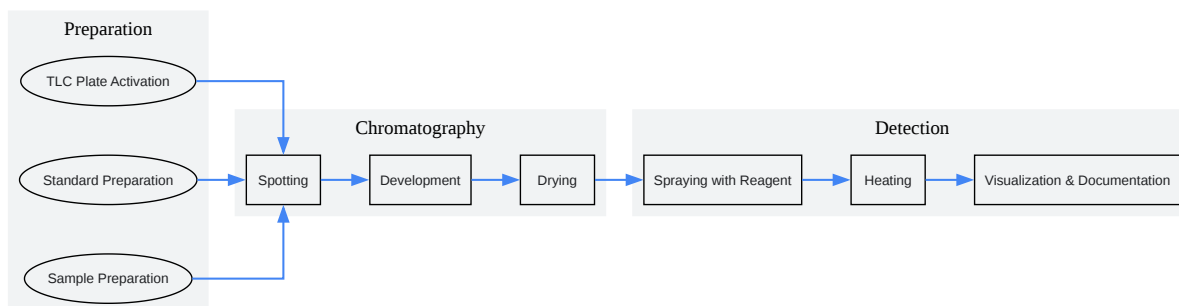 Preparation
TLC Plate Activation
Standard Preparation
Sample Preparation
Chromatography
Spotting
Development
Drying
Detection
Spraying with Reagent
Heating
Visualization & Documentation